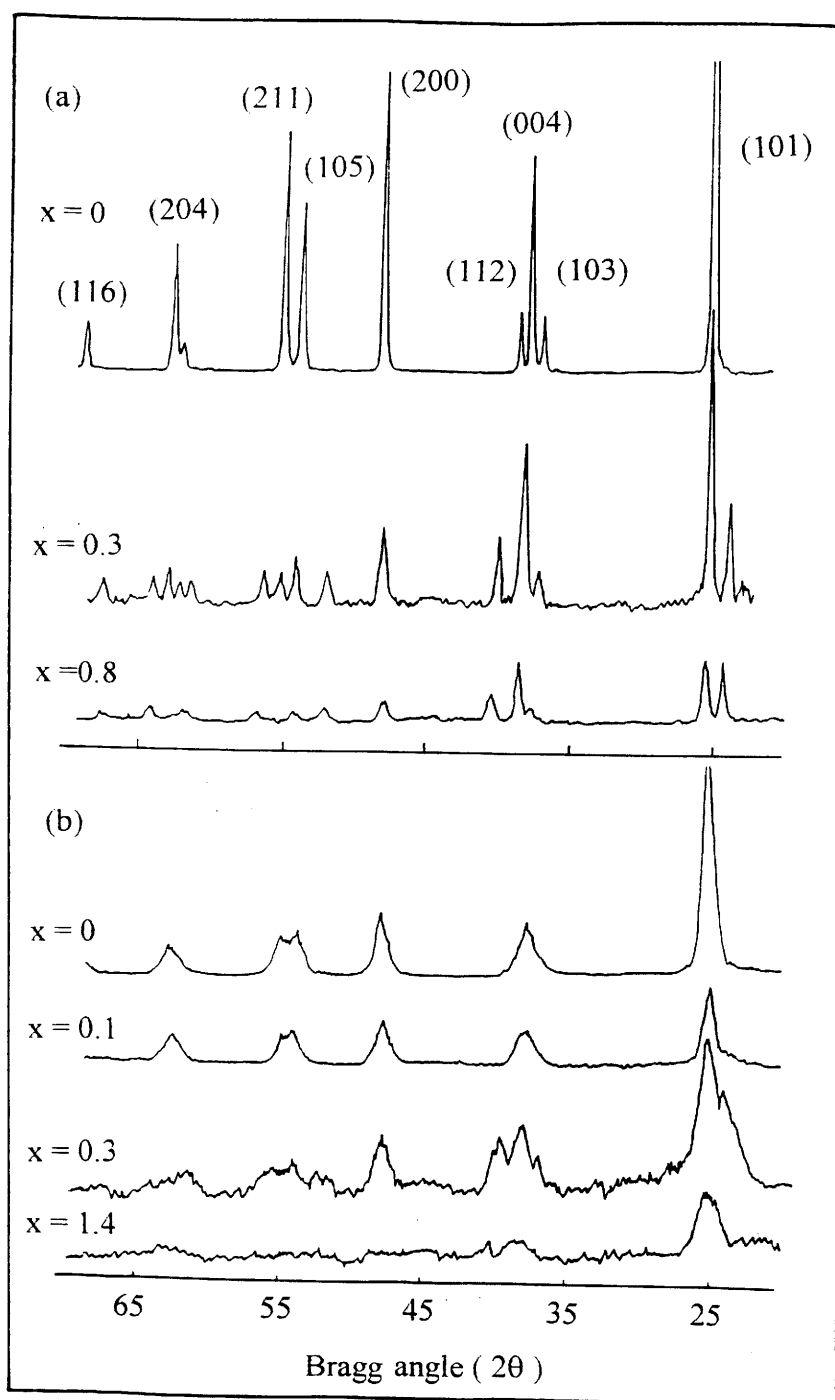 (a)
(211)
(200)
(004)
(105)
(101)
x = 0
(204)
(112)
(103)
(116)
x = 0.3
x =0.8
(b)
x = 0
x = 0.1
x = 0.3
x = 1.4
65 55 45 35 25
Bragg angle ( 2θ )